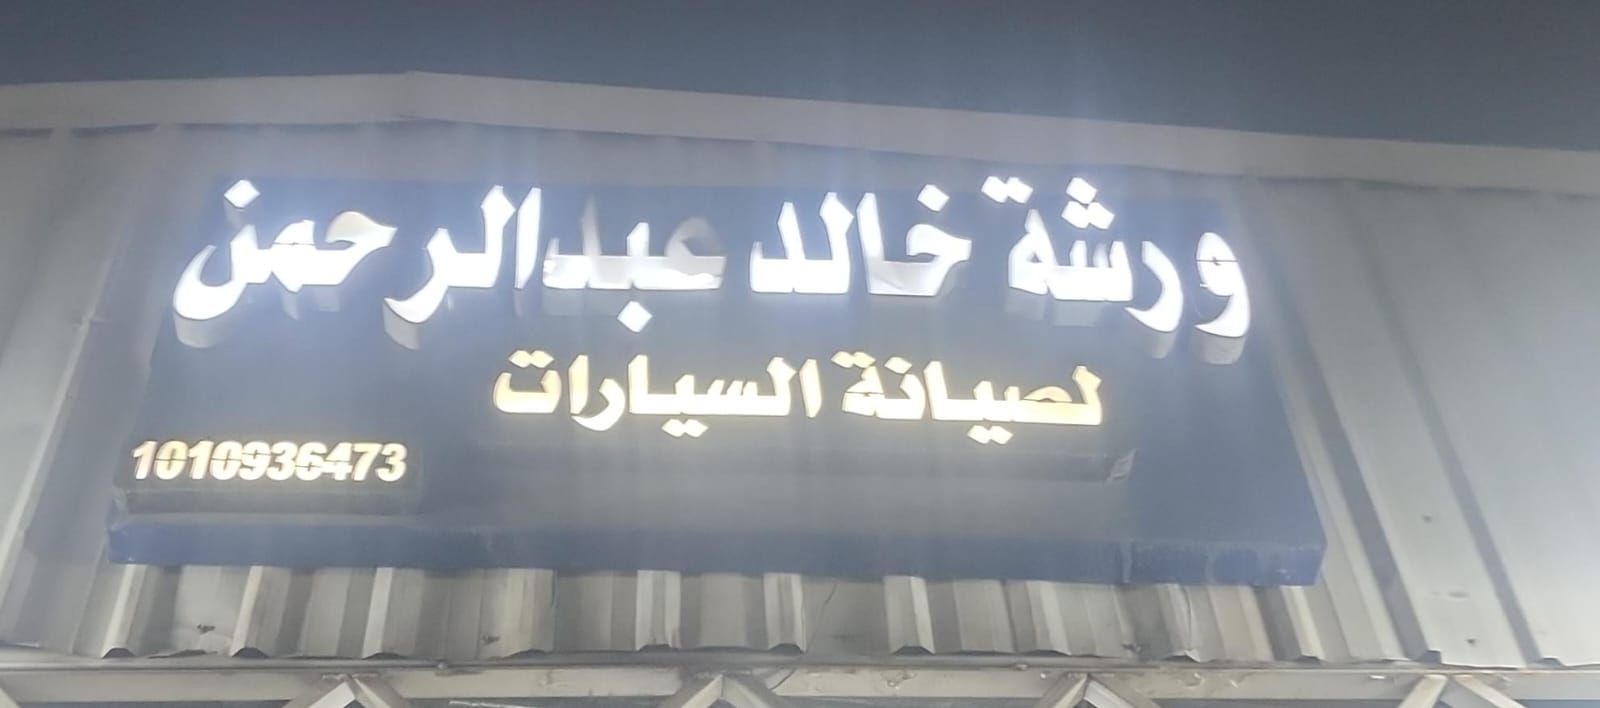 ورشة خالد عبدالرحمن
لصيانة السيارات
1010936473